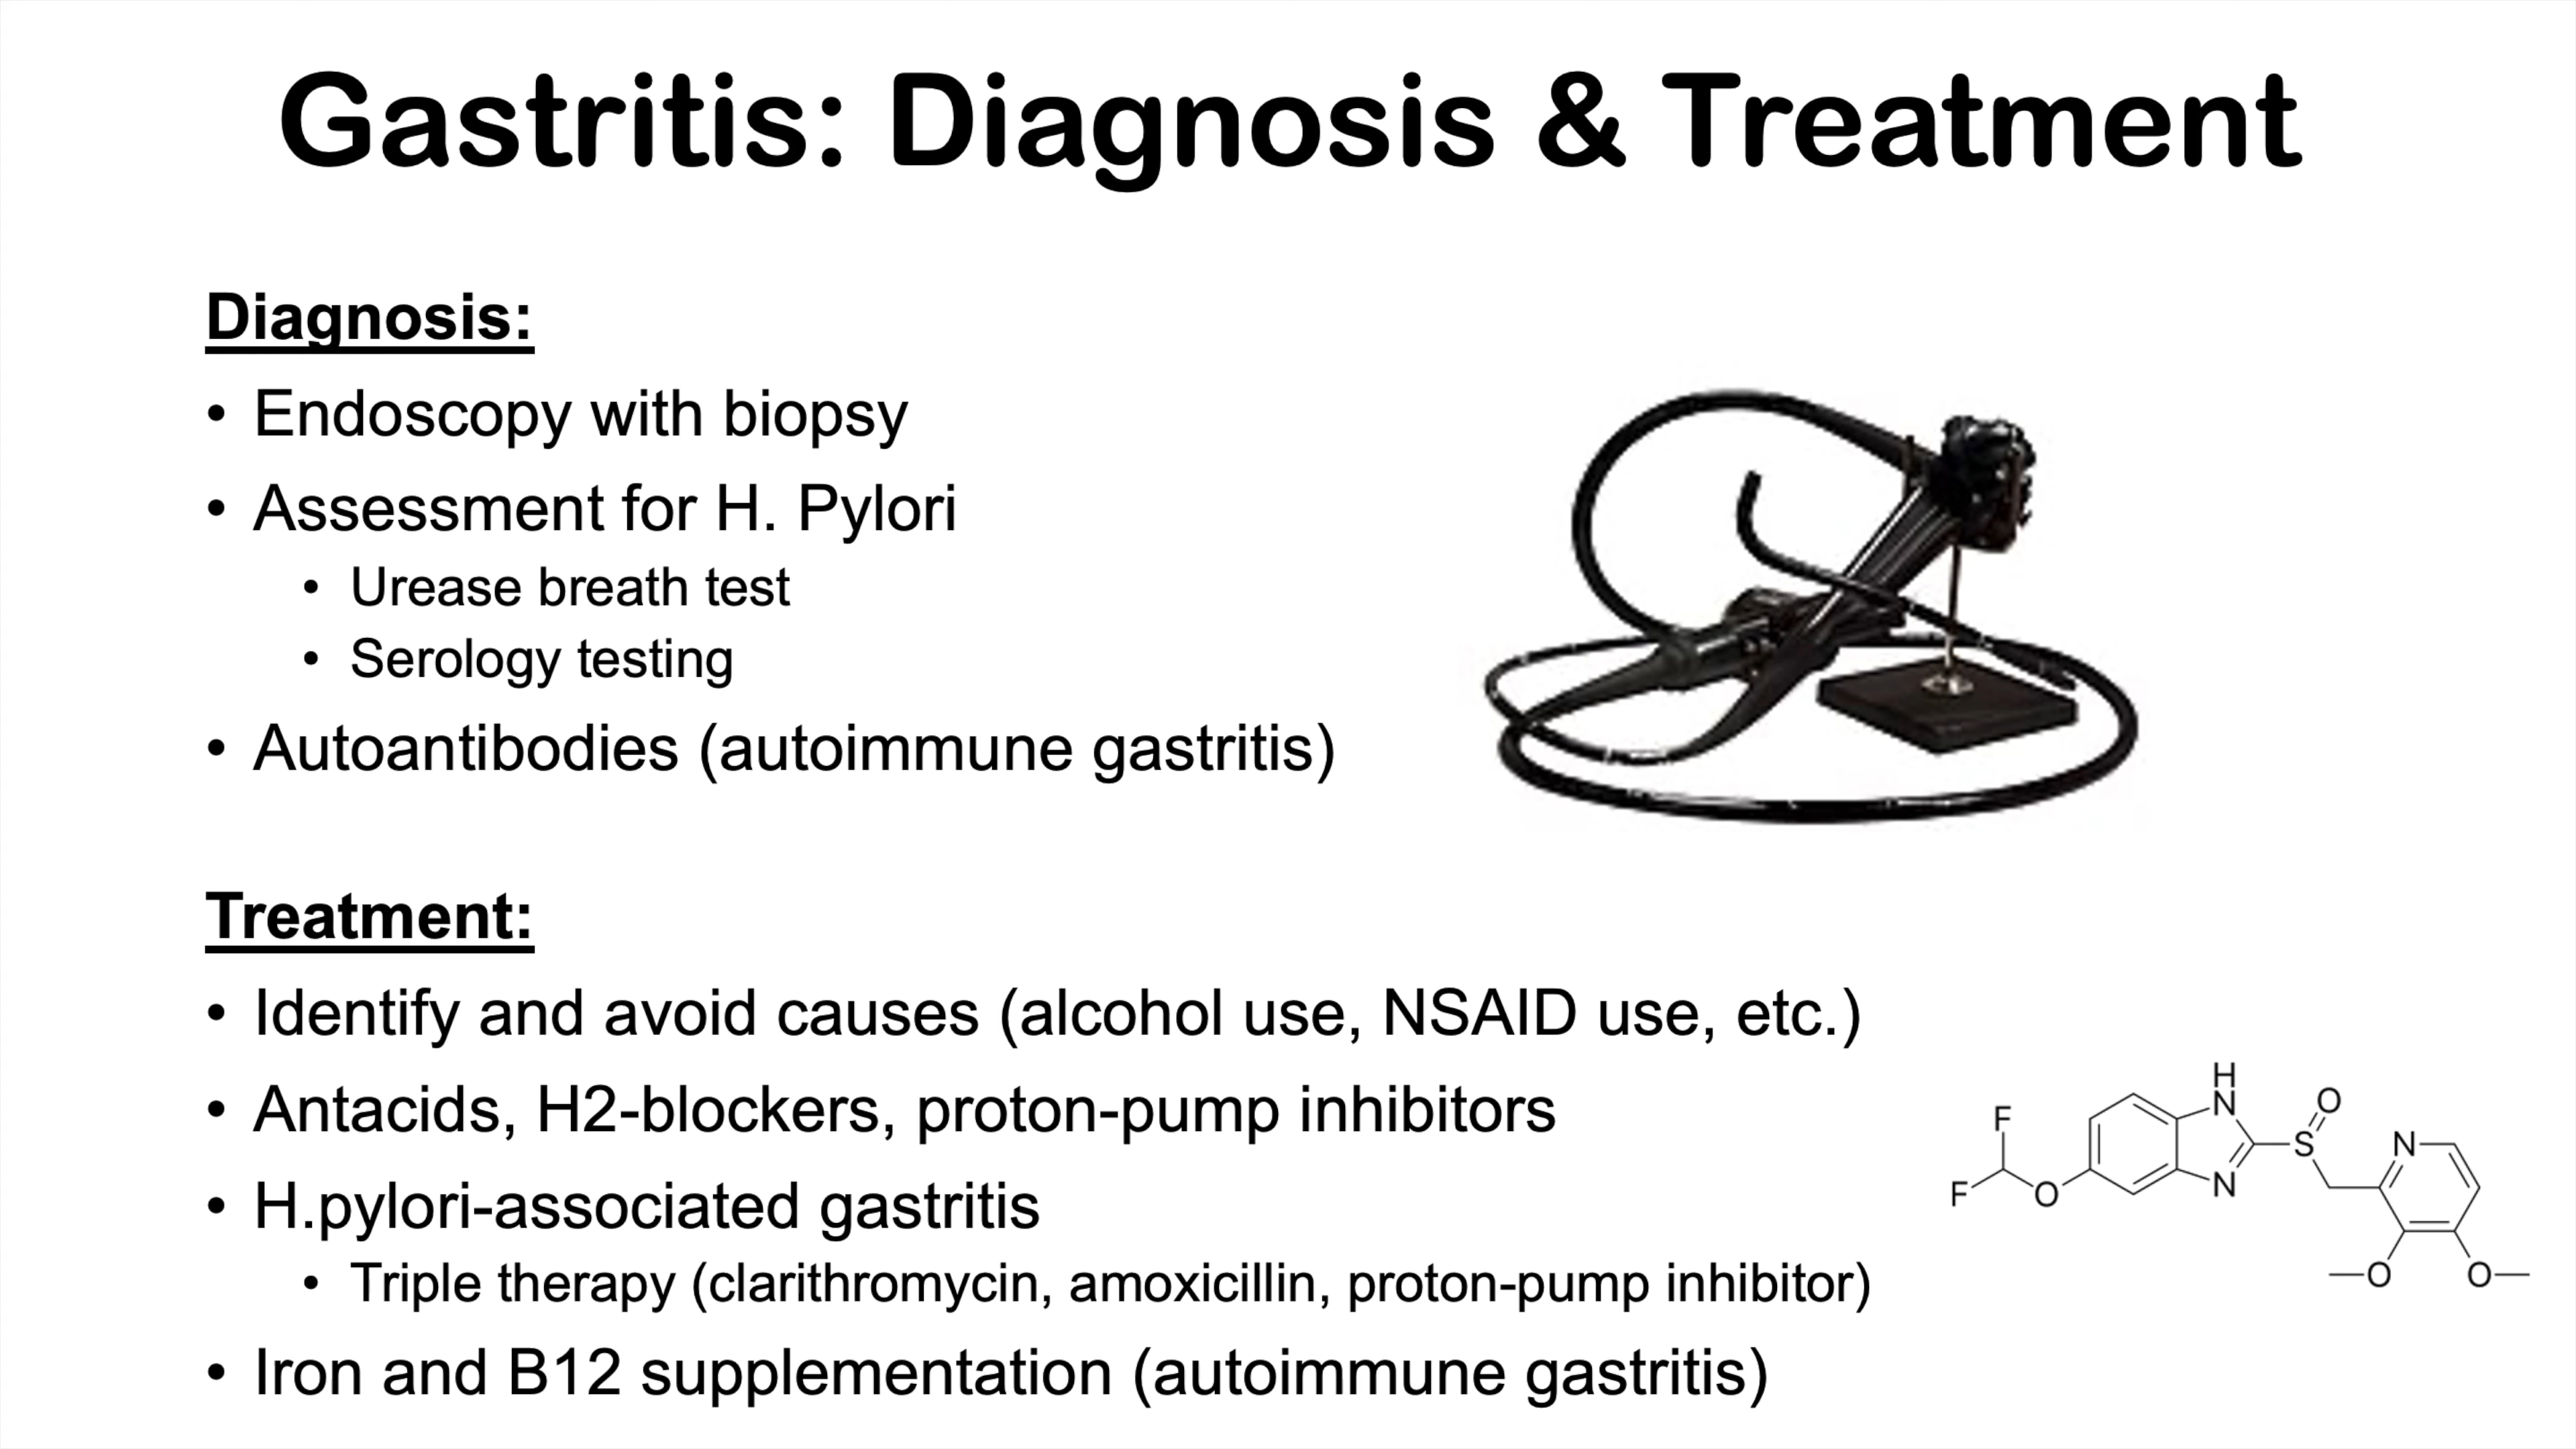 Gastritis: Diagnosis & Treatment
Diagnosis:
• Endoscopy with biopsy
• Assessment for H. Pylori
• Urease breath test
• Serology testing
• Autoantibodies (autoimmune gastritis)
Treatment:
• Identify and avoid causes (alcohol use, NSAID use, etc.)
• Antacids, H2-blockers, proton-pump inhibitors
• H.pylori-associated gastritis
• Triple therapy (clarithromycin, amoxicillin, proton-pump inhibitor)
• Iron and B12 supplementation (autoimmune gastritis)
H
N
O
F
S
N
F
O
N
O
O